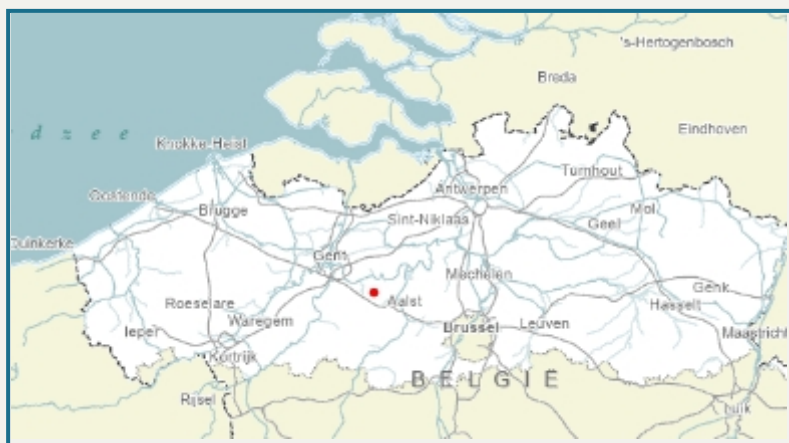 's-Hertogenbosch
Breda
dzee
Eindhoven
Knokke-Heist
Turnhout
Antwerpen
Oostende
Mol
Brugge
Sint-Niklaas
Geel
Duinkerke
Gent
Mechelen
Genk
Roeselare
Aalst
Hasselt
Waregem
Brussel
Leuven
Ieper
Maastricht
Kortrijk
BELGIË
Rijsel
Luik